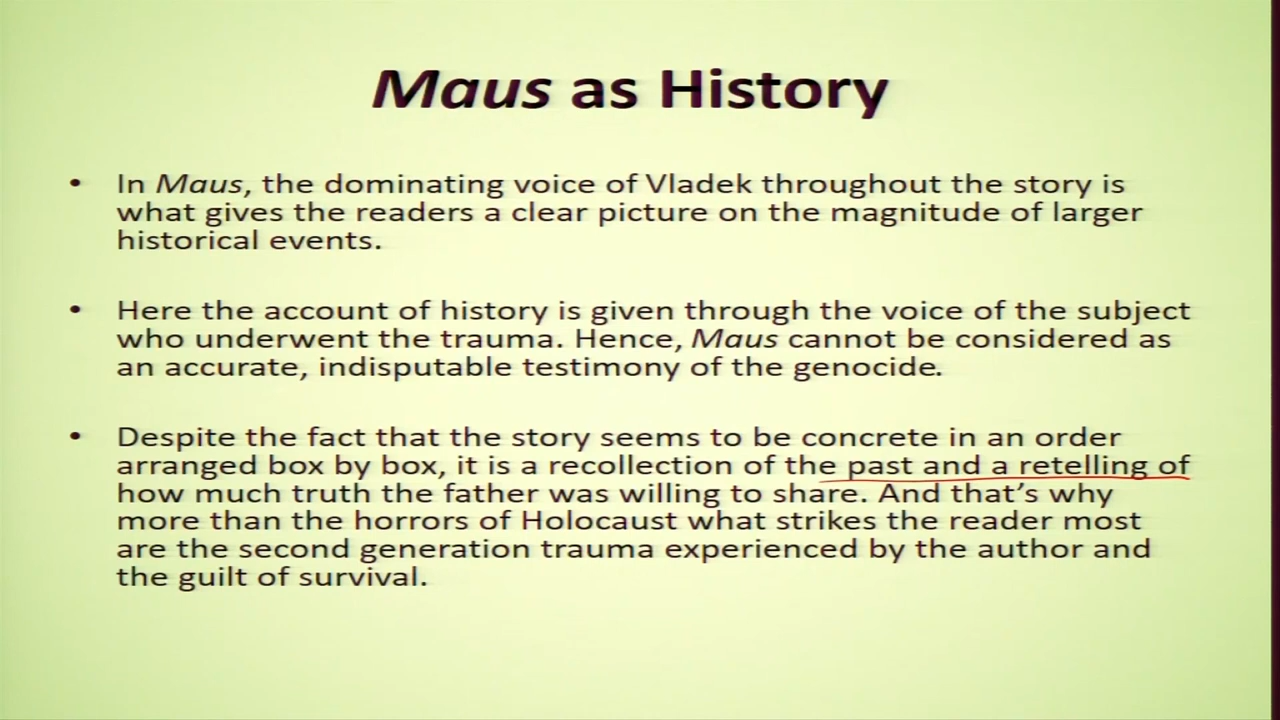 Maus as History
• In Maus, the dominating voice of Vladek throughout the story is
what gives the readers a clear picture on the magnitude of larger
historical events.
• Here the account of history is given through the voice of the subject
who underwent the trauma. Hence, Maus cannot be considered as
an accurate, indisputable testimony of the genocide.
• Despite the fact that the story seems to be concrete in an order
arranged box by box, it is a recollection of the past and a retelling of
how much truth the father was willing to share. And that's why
more than the horrors of Holocaust what strikes the reader most
are the second generation trauma experienced by the author and
the guilt of survival.